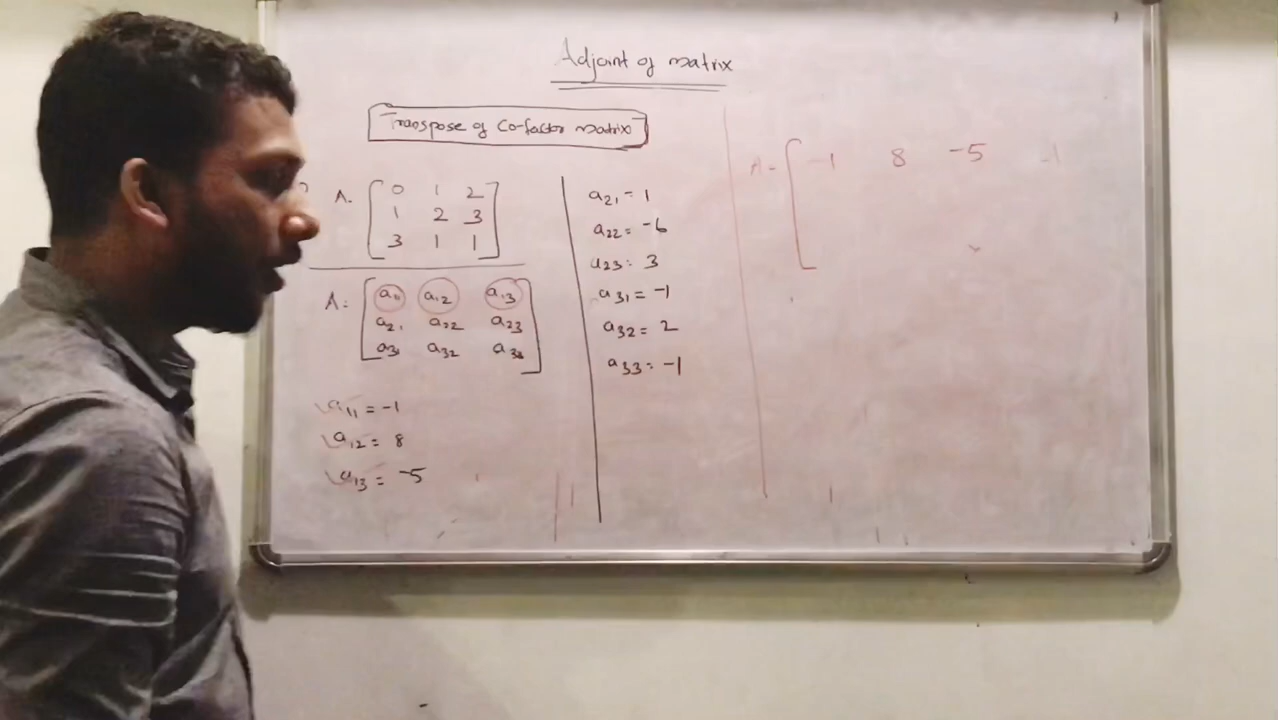 Adjoint of matrix
Transpose of Co-factor matrix
A. [0 1 2
1 2 3
3 1 1]
A = [a11 a12 a13
a21 a22 a23
a31 a32 a33]
a11 = -1
a12 = 8
a13 = -5
a21 = 1
a22 = -6
a23 : 3
a31 = -1
a32 = 2
a33 : -1
A = [-1 8 -5